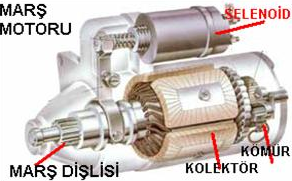 MARŞ
MOTORU
SELENOİD
KÖMÜR
KOLEKTÖR
MARŞ DİŞLİSİ